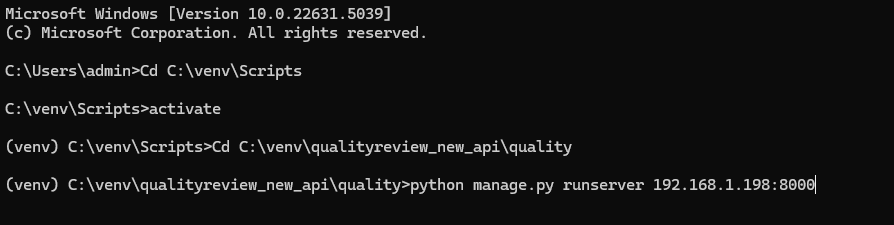 Microsoft Windows [Version 10.0.22631.5039]
(c) Microsoft Corporation. All rights reserved.
C:\Users\admin>Cd C:\venv\Scripts
C:\venv\Scripts>activate
(venv) C:\venv\Scripts>Cd C:\venv\qualityreview_new_api\quality
(venv) C:\venv\qualityreview_new_api\quality>python manage.py runserver 192.168.1.198:8000